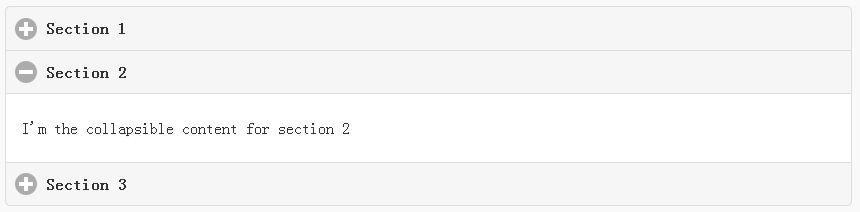 Section 1
Section 2
I'm the collapsible content for section 2
Section 3